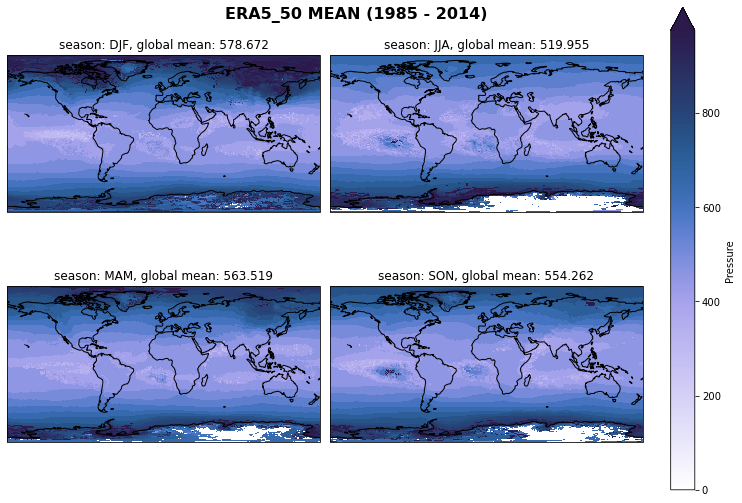 ERA5_50 MEAN (1985 - 2014)
season: DJF, global mean: 578.672
season: JJA, global mean: 519.955
season: MAM, global mean: 563.519
season: SON, global mean: 554.262
800
600
400
200
0
Pressure